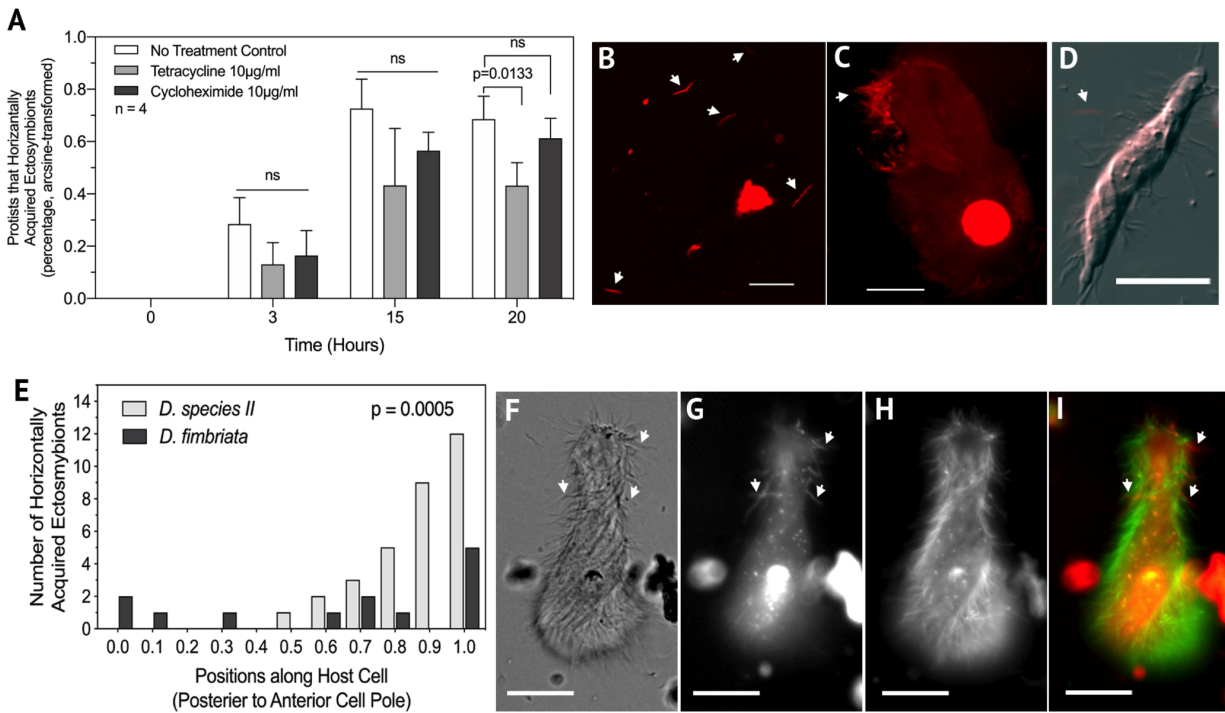 A
1.0
0.8
0.6
0.4
0.2
0.0
Protists that Horizontally
Acquired Ectosymbionts
(percentage, arcsine-transformed)
No Treatment Control
Tetracycline 10μg/ml
Cycloheximide 10μg/ml
n = 4
ns
ns
ns
p=0.0133
0 3 15 20
Time (Hours)
B
C
D
E
14
12
10
8
6
4
2
0
Number of Horizontally
Acquired Ectosmybionts
D. species II
D. fimbriata
p = 0.0005
0.0 0.1 0.2 0.3 0.4 0.5 0.6 0.7 0.8 0.9 1.0
Positions along Host Cell
(Posterier to Anterior Cell Pole)
F
G
H
I